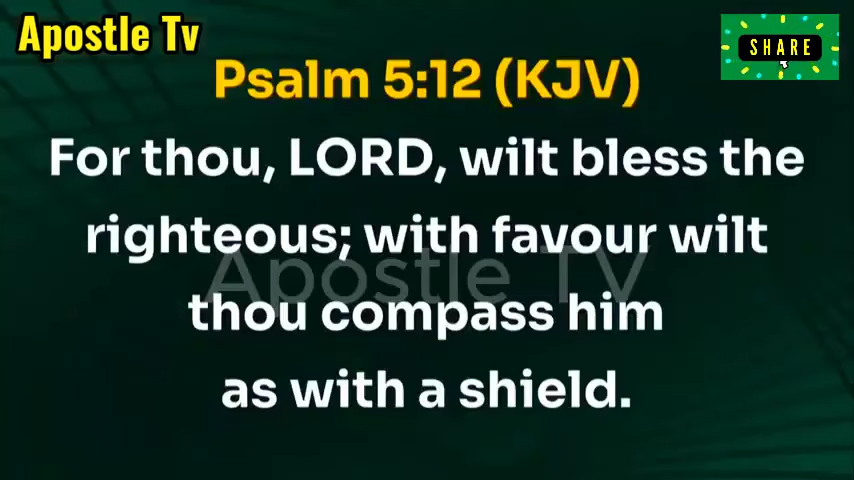 Apostle Tv
SHARE
Psalm 5:12 (KJV)
For thou, LORD, wilt bless the
righteous; with favour wilt
Apostle TV
thou compass him
as with a shield.